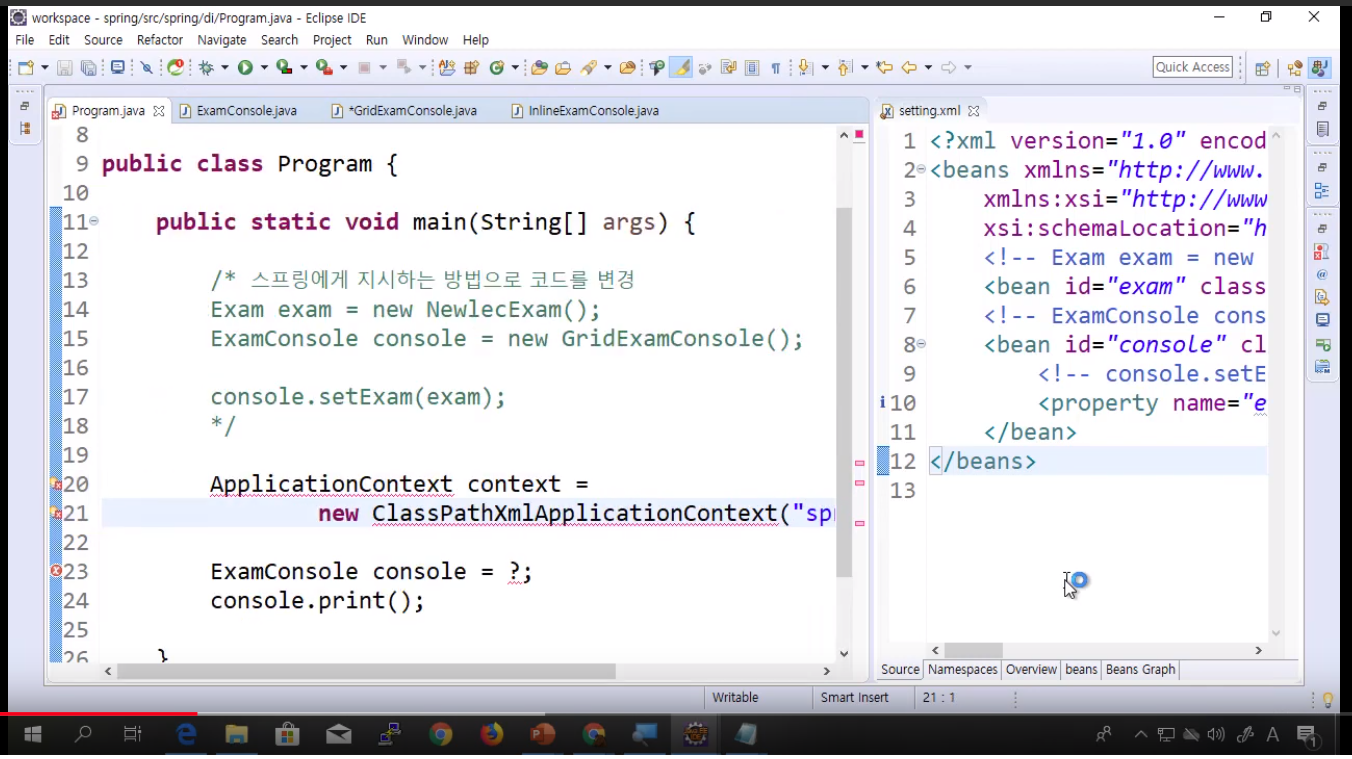 workspace - spring/src/spring/di/Program.java - Eclipse IDE
File Edit Source Refactor Navigate Search Project Run Window Help
Quick Access
Program.java ExamConsole.java *GridExamConsole.java InlineExamConsole.java
8
9 public class Program {
10
11 public static void main(String[] args) {
12
13 /* 스프링에게 지시하는 방법으로 코드를 변경
14 Exam exam = new NewlecExam();
15 ExamConsole console = new GridExamConsole();
16
17 console.setExam(exam);
18 */
19
20 ApplicationContext context =
21 new ClassPathXmlApplicationContext("spr
22
23 ExamConsole console = ?;
24 console.print();
25
26 }
setting.xml
1 <?xml version="1.0" encod
2 <beans xmlns="http://www.
3 xmlns:xsi="http://www
4 xsi:schemaLocation="h
5 <!-- Exam exam = new
6 <bean id="exam" class
7 <!-- ExamConsole cons
8 <bean id="console" cl
9 <!-- console.setE
10 <property name="e
11 </bean>
12 </beans>
13
Source Namespaces Overview beans Beans Graph
Writable Smart Insert 21 : 1
A
1